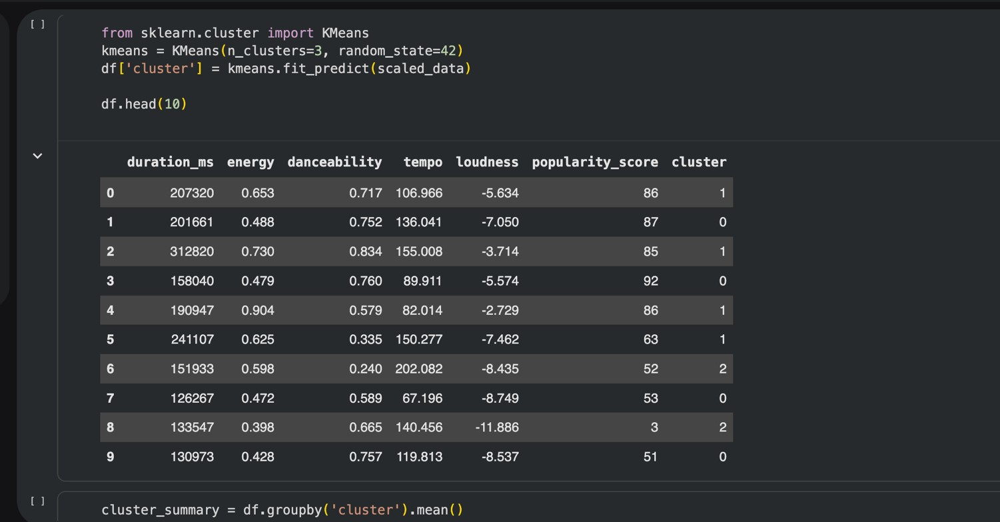 [ ]
from sklearn.cluster import KMeans
kmeans = KMeans(n_clusters=3, random_state=42)
df['cluster'] = kmeans.fit_predict(scaled_data)
df.head(10)
duration_ms energy danceability tempo loudness popularity_score cluster
0 207320 0.653 0.717 106.966 -5.634 86 1
1 201661 0.488 0.752 136.041 -7.050 87 0
2 312820 0.730 0.834 155.008 -3.714 85 1
3 158040 0.479 0.760 89.911 -5.574 92 0
4 190947 0.904 0.579 82.014 -2.729 86 1
5 241107 0.625 0.335 150.277 -7.462 63 1
6 151933 0.598 0.240 202.082 -8.435 52 2
7 126267 0.472 0.589 67.196 -8.749 53 0
8 133547 0.398 0.665 140.456 -11.886 3 2
9 130973 0.428 0.757 119.813 -8.537 51 0
[ ]
cluster_summary = df.groupby('cluster').mean()